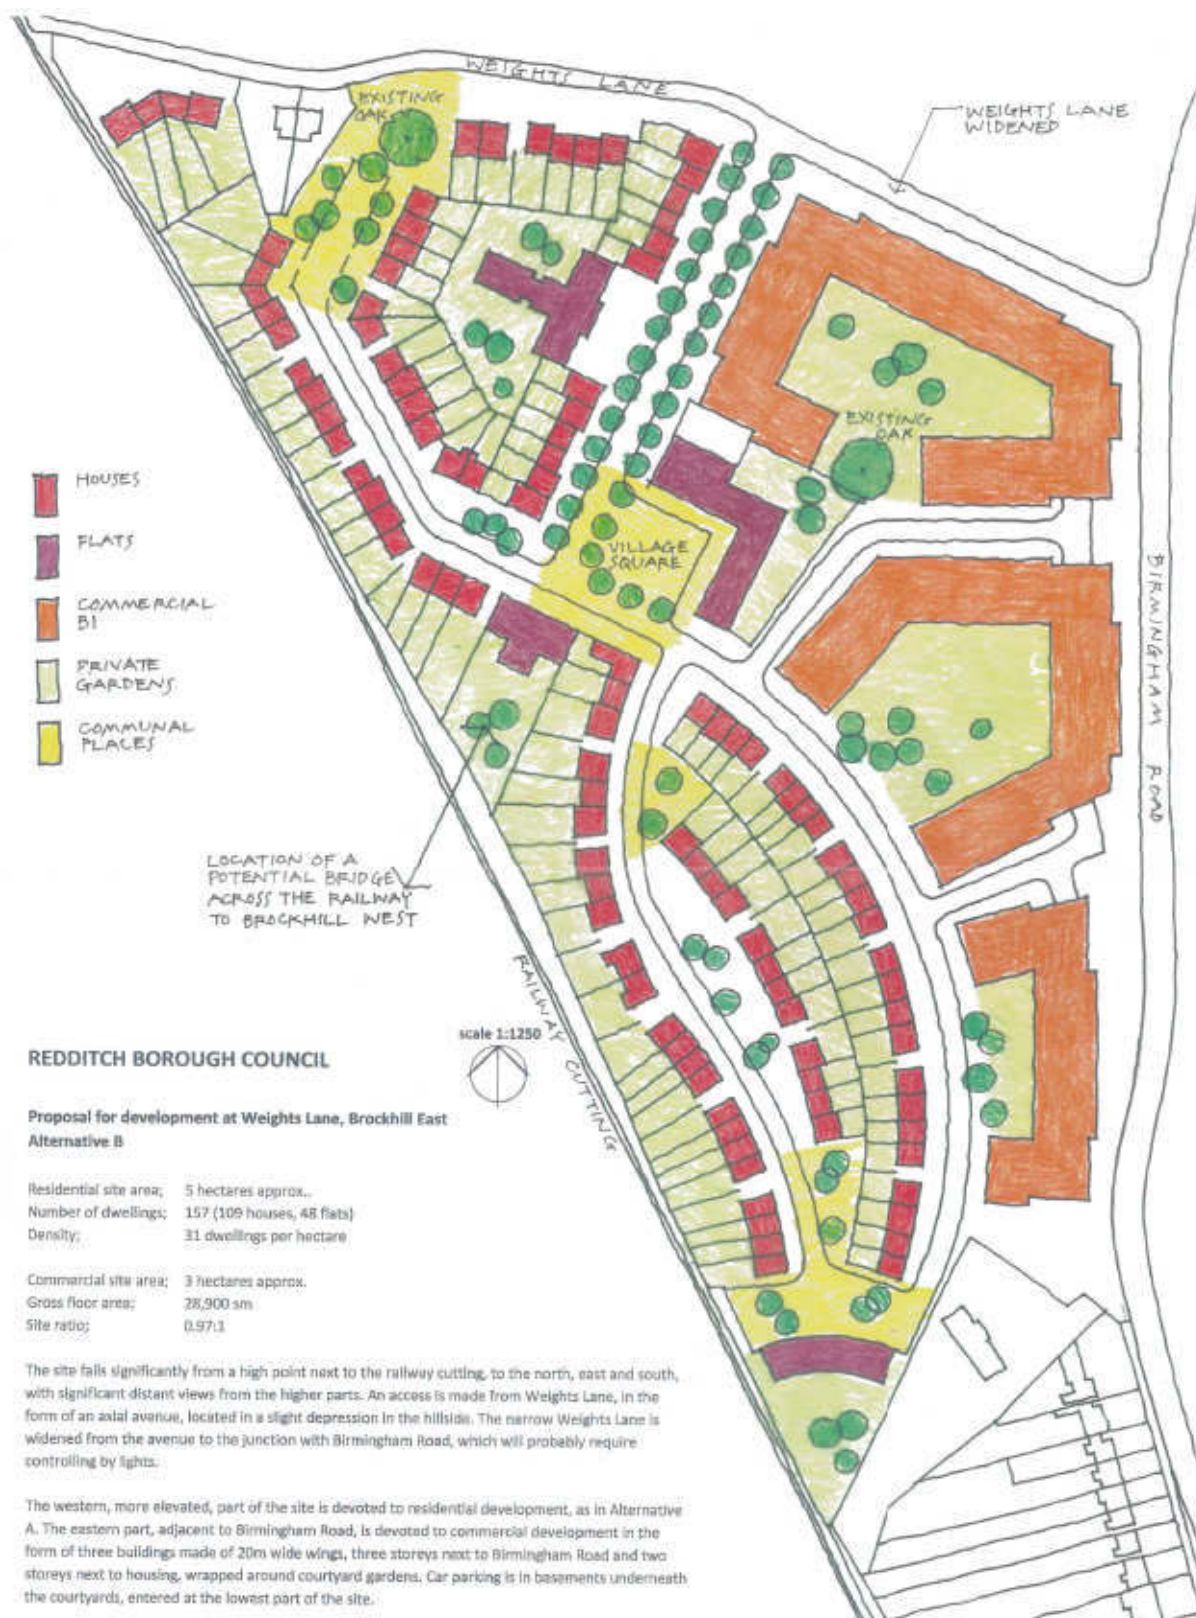 WEIGHTS LANE
EXISTING
OAK
WEIGHTS LANE
WIDENED
EXISTING
OAK
HOUSES
FLATS
COMMERCIAL
B1
PRIVATE
GARDENS
COMMUNAL
PLACES
VILLAGE
SQUARE
BIRMINGHAM ROAD
LOCATION OF A
POTENTIAL BRIDGE
ACROSS THE RAILWAY
TO BROCKHILL WEST
RAILWAY CUTTING
scale 1:1250
REDDITCH BOROUGH COUNCIL
Proposal for development at Weights Lane, Brockhill East
Alternative B
Residential site area; 5 hectares approx..
Number of dwellings; 157 (109 houses, 48 flats)
Density; 31 dwellings per hectare
Commercial site area; 3 hectares approx.
Gross floor area; 28,900 sm
Site ratio; 0.97:1
The site falls significantly from a high point next to the railway cutting, to the north, east and south,
with significant distant views from the higher parts. An access is made from Weights Lane, in the
form of an axial avenue, located in a slight depression in the hillside. The narrow Weights Lane is
widened from the avenue to the junction with Birmingham Road, which will probably require
controlling by lights.
The western, more elevated, part of the site is devoted to residential development, as in Alternative
A. The eastern part, adjacent to Birmingham Road, is devoted to commercial development in the
form of three buildings made of 20m wide wings, three storeys next to Birmingham Road and two
storeys next to housing, wrapped around courtyard gardens. Car parking is in basements underneath
the courtyards, entered at the lowest part of the site.